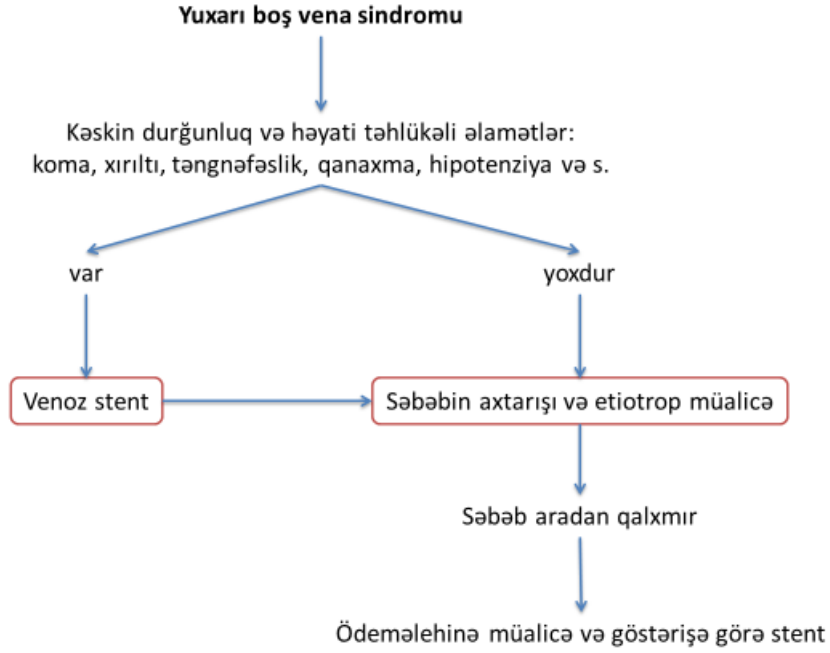 Yuxarı boş vena sindromu
Kəskin durğunluq və həyati təhlükəli əlamətlər:
koma, xırıltı, təngnəfəslik, qanaxma, hipotenziya və s.
var
yoxdur
Venoz stent
Səbəbin axtarışı və etiotrop müalicə
Səbəb aradan qalxmır
Ödeməlehinə müalicə və göstərişə görə stent